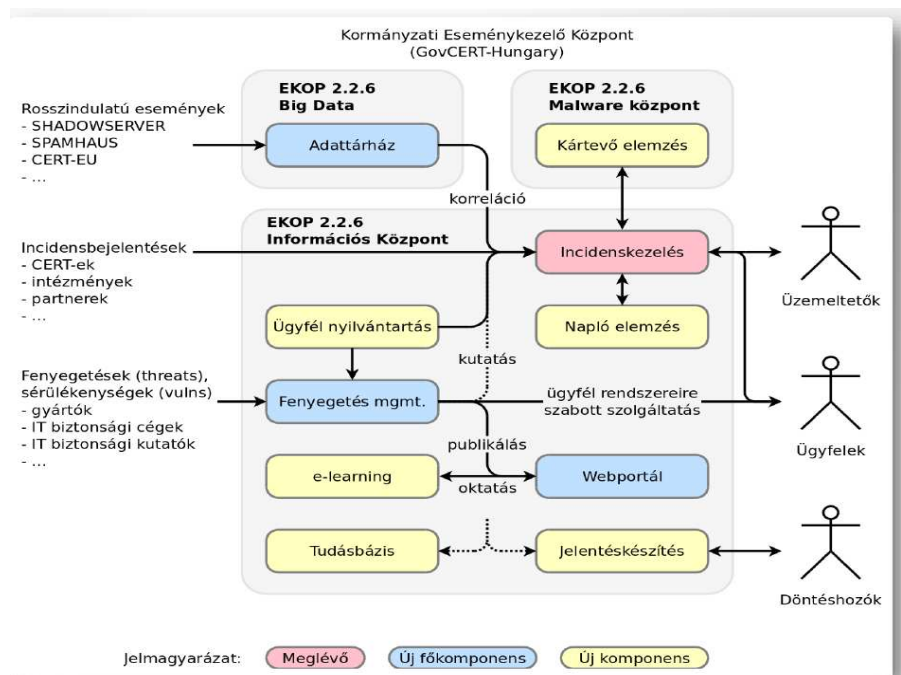 Kormányzati Eseménykezelő Központ
(GovCERT-Hungary)
EKOP 2.2.6
Big Data
Adattárház
EKOP 2.2.6
Malware központ
Kártevő elemzés
Rosszindulatú események
- SHADOWSERVER
- SPAMHAUS
- CERT-EU
- ...
korreláció
EKOP 2.2.6
Információs Központ
Incidenskezelés
Incidensbejelentések
- CERT-ek
- intézmények
- partnerek
- ...
Üzemeltetők
Ügyfél nyilvántartás
Napló elemzés
kutatás
Fenyegetések (threats),
sérülékenységek (vulns)
- gyártók
- IT biztonsági cégek
- IT biztonsági kutatók
- ...
Fenyegetés mgmt.
ügyfél rendszereire
szabott szolgáltatás
Ügyfelek
publikálás
e-learning
oktatás
Webportál
Tudásbázis
Jelentéskészítés
Döntéshozók
Jelmagyarázat:
Meglévő
Új főkomponens
Új komponens